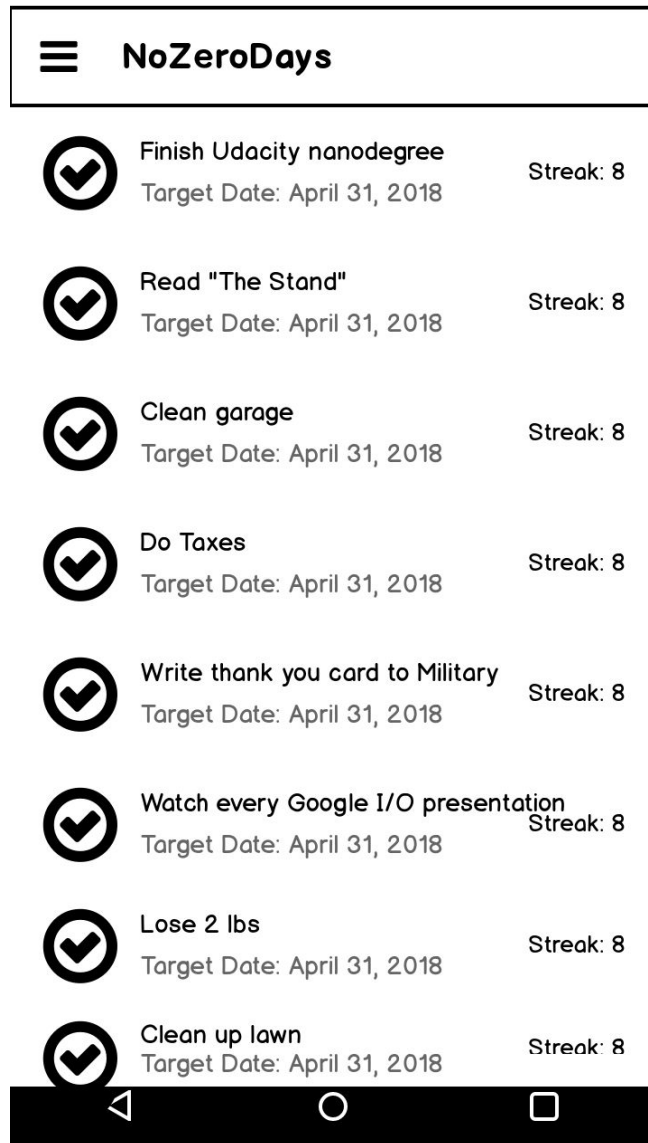 NoZeroDays
Finish Udacity nanodegree
Target Date: April 31, 2018
Streak: 8
Read "The Stand"
Target Date: April 31, 2018
Streak: 8
Clean garage
Target Date: April 31, 2018
Streak: 8
Do Taxes
Target Date: April 31, 2018
Streak: 8
Write thank you card to Military
Target Date: April 31, 2018
Streak: 8
Watch every Google I/O presentation
Target Date: April 31, 2018
Streak: 8
Lose 2 lbs
Target Date: April 31, 2018
Streak: 8
Clean up lawn
Target Date: April 31, 2018
Streak: 8